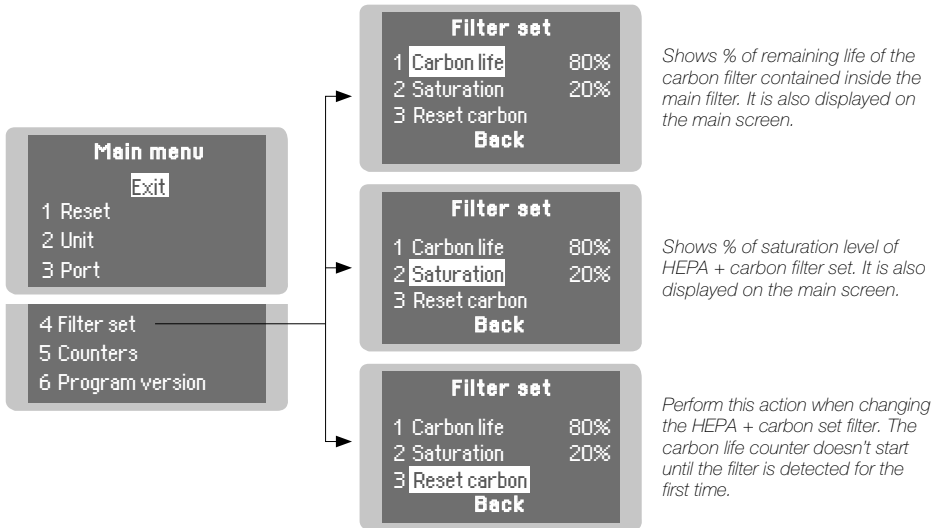 Main menu
Exit
1 Reset
2 Unit
3 Port
4 Filter set
5 Counters
6 Program version
Filter set
1 Carbon life 80%
2 Saturation 20%
3 Reset carbon
Back
Shows % of remaining life of the
carbon filter contained inside the
main filter. It is also displayed on
the main screen.
Filter set
1 Carbon life 80%
2 Saturation 20%
3 Reset carbon
Back
Shows % of saturation level of
HEPA + carbon filter set. It is also
displayed on the main screen.
Filter set
1 Carbon life 80%
2 Saturation 20%
3 Reset carbon
Back
Perform this action when changing
the HEPA + carbon set filter. The
carbon life counter doesn't start
until the filter is detected for the
first time.